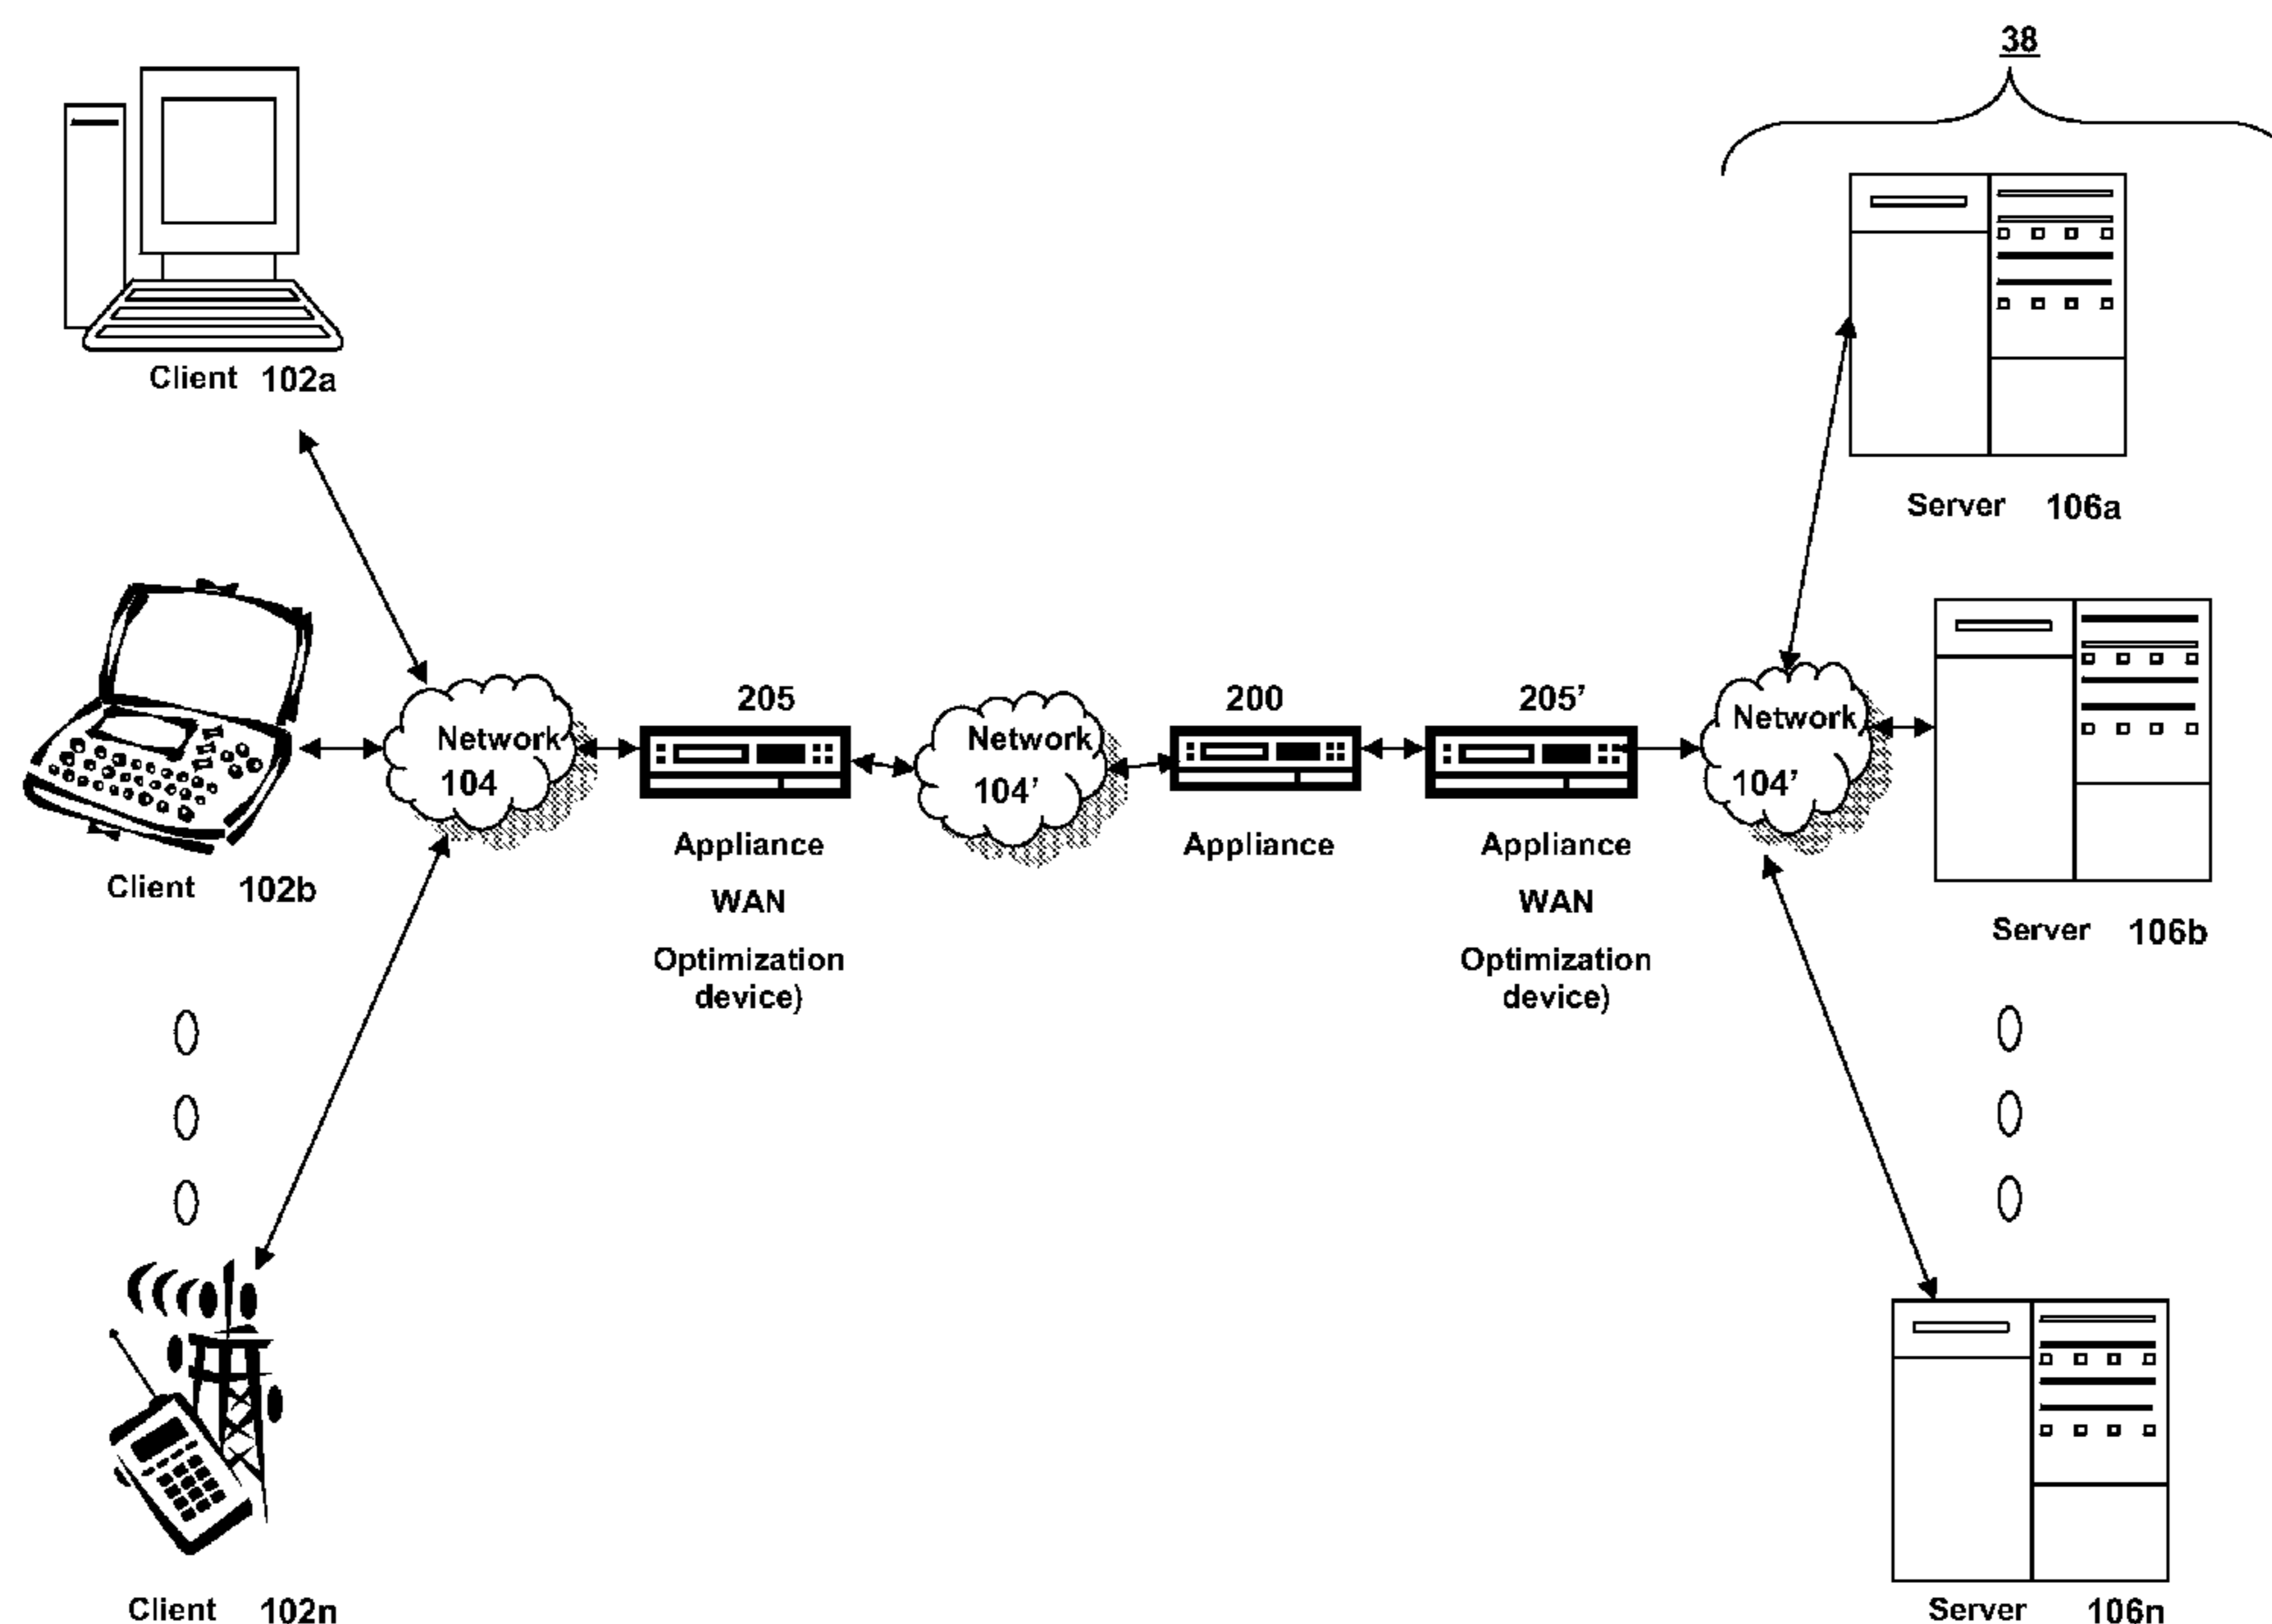 38
Client 102a
Server 106a
205
200
205’
Network
104
Network
104’
Network
104’
Appliance
WAN
Optimization
device)
Appliance
Appliance
WAN
Optimization
device)
Client 102b
Server 106b
Client 102n
Server 106n